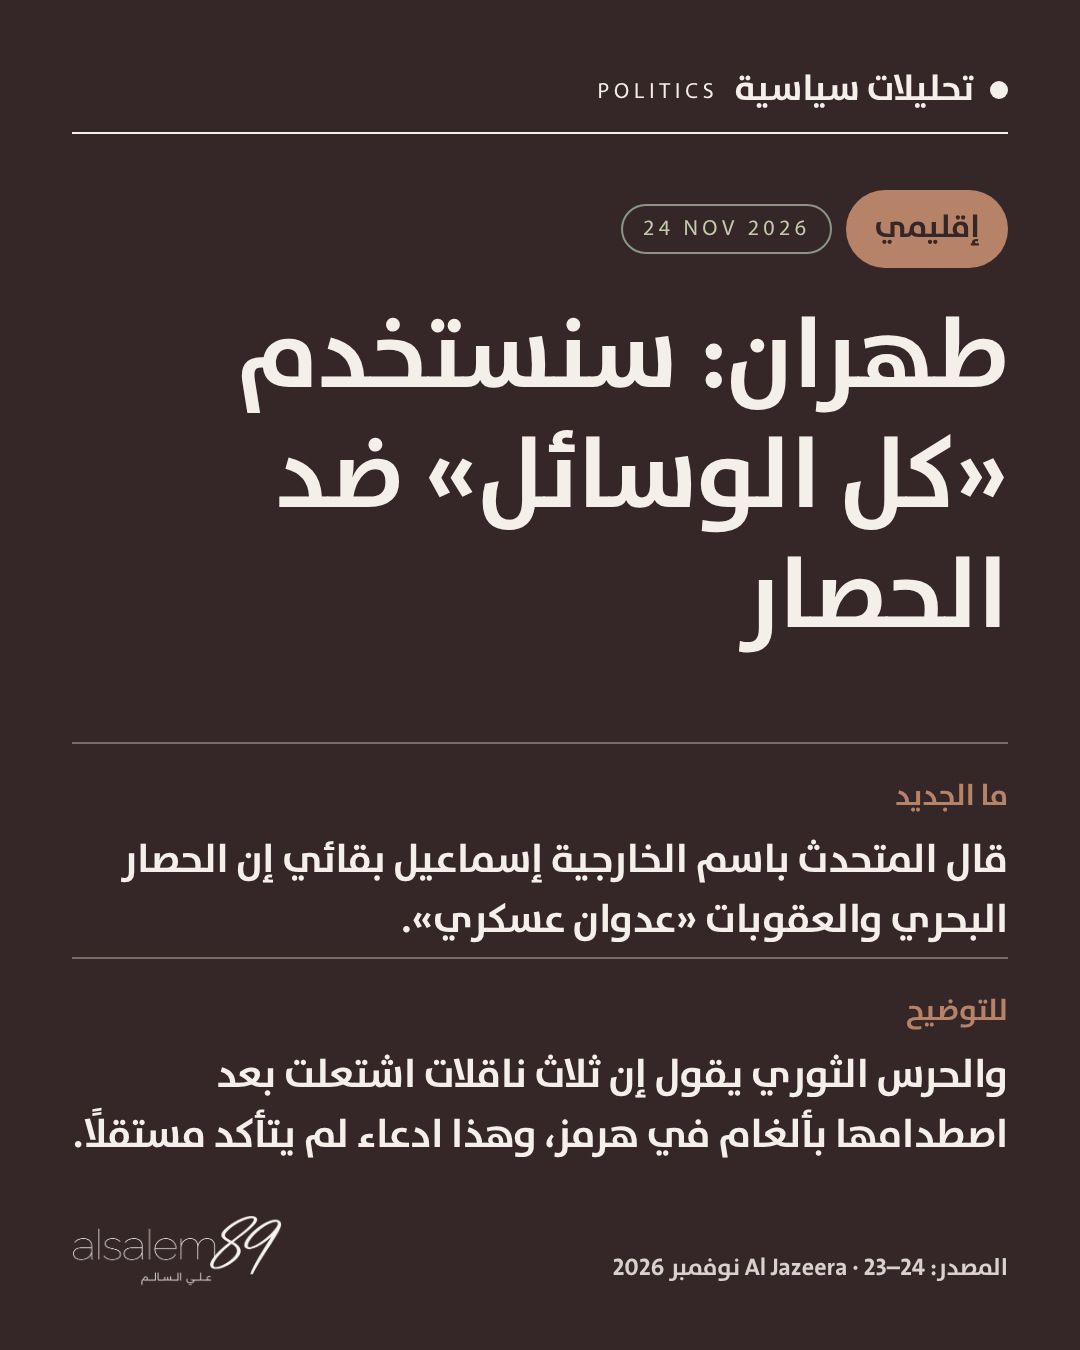 تحليلات سياسية POLITICS
إقليمي 24 NOV 2026
طهران: سنستخدم
«كل الوسائل» ضد
الحصار
ما الجديد
قال المتحدث باسم الخارجية إسماعيل بقائي إن الحصار
البحري والعقوبات «عدوان عسكري».
للتوضيح
والحرس الثوري يقول إن ثلاث ناقلات اشتعلت بعد
اصطدامها بألغام في هرمز، وهذا ادعاء لم يتأكد مستقلاً.
المصدر: Al Jazeera · 23–24 نوفمبر 2026
alsalem89
علي السالم